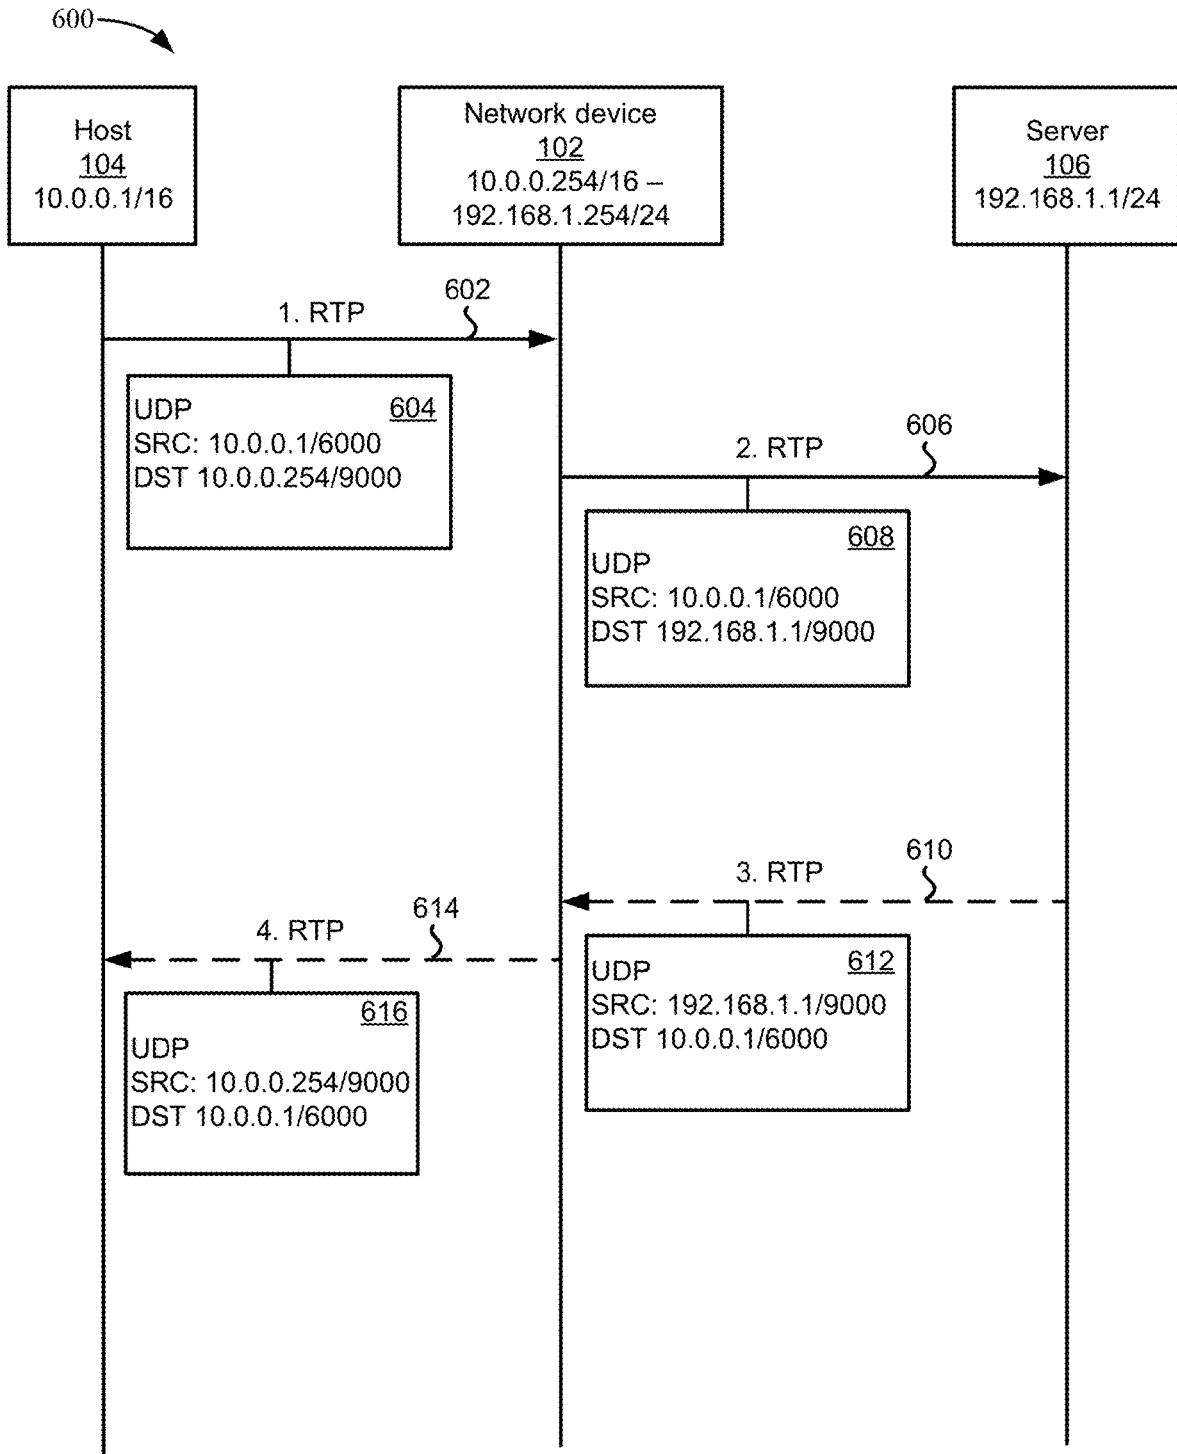 600
Host
104
10.0.0.1/16
Network device
102
10.0.0.254/16 –
192.168.1.254/24
Server
106
192.168.1.1/24
1. RTP
602
604
UDP
SRC: 10.0.0.1/6000
DST 10.0.0.254/9000
2. RTP
606
608
UDP
SRC: 10.0.0.1/6000
DST 192.168.1.1/9000
3. RTP
610
612
UDP
SRC: 192.168.1.1/9000
DST 10.0.0.1/6000
4. RTP
614
616
UDP
SRC: 10.0.0.254/9000
DST 10.0.0.1/6000